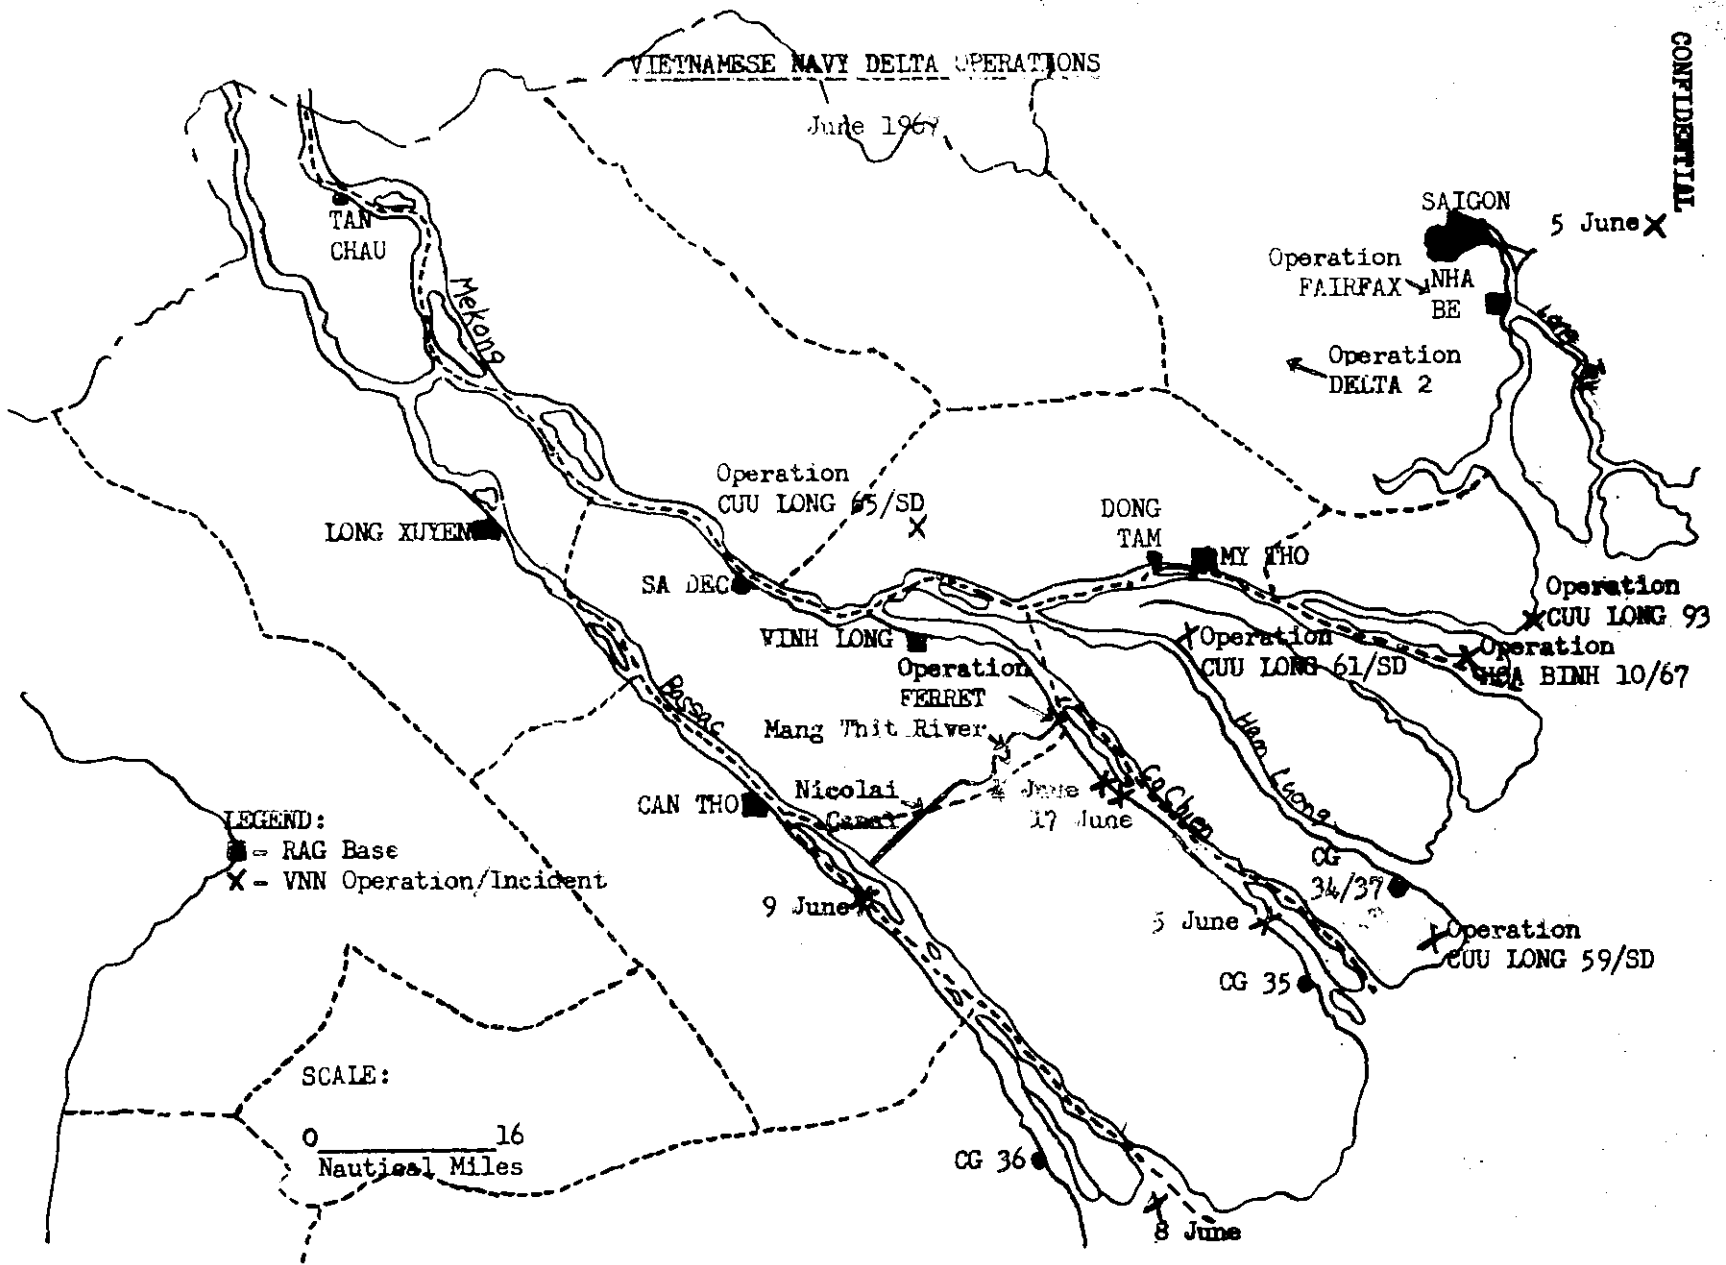 VIETNAMESE NAVY DELTA OPERATIONS
June 1967
CONFIDENTIAL
SAIGON
5 June
Operation
FAIRFAX
NHA
BE
Long
Operation
DELTA 2
TAN
CHAU
Mekong
Operation
CUU LONG 65/SD
LONG XUYEN
DONG
TAM
MY THO
SA DEC
VINH LONG
Operation
CUU LONG 93
Operation
CUU LONG 61/SD
Operation
HOA BINH 10/67
Operation
FERRET
Mang Thit River
Bassac
Ham Luong
Co Chien
CAN THO
Nicolai
Canal
June
17 June
LEGEND:
- RAG Base
X - VNN Operation/Incident
9 June
CG
34/37
5 June
Operation
CUU LONG 59/SD
CG 35
SCALE:
0 16
Nautical Miles
CG 36
8 June